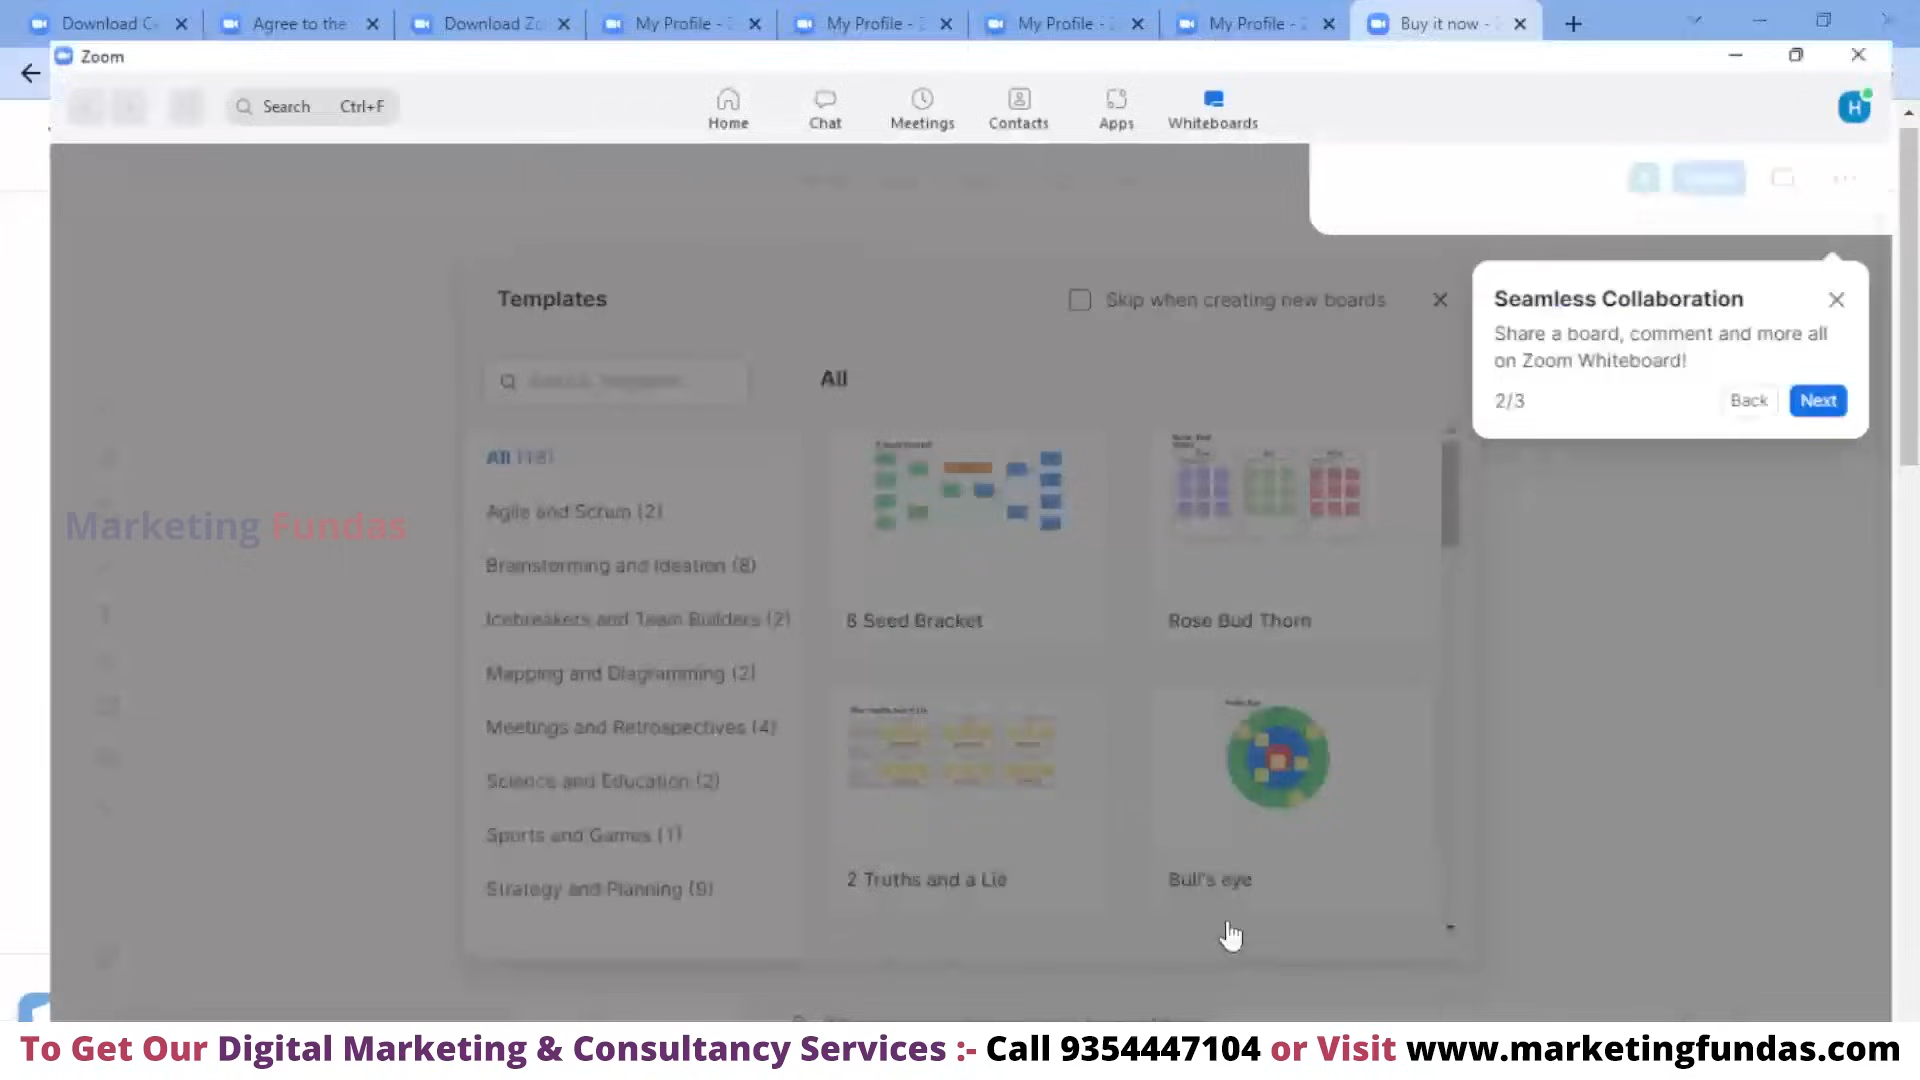 Download C
Agree to the
Download Zo
My Profile -
My Profile -
My Profile -
My Profile -
Buy it now -
Zoom
Search Ctrl+F
Home
Chat
Meetings
Contacts
Apps
Whiteboards
H
Templates
Skip when creating new boards
Seamless Collaboration
Share a board, comment and more all
on Zoom Whiteboard!
2/3
Back
Next
All
All (18)
Agile and Scrum (2)
Brainstorming and Ideation (8)
Icebreakers and Team Builders (2)
Mapping and Diagramming (2)
Meetings and Retrospectives (4)
Science and Education (2)
Sports and Games (1)
Strategy and Planning (9)
8 Seed Bracket
Rose Bud Thorn
2 Truths and a Lie
Bull's eye
Marketing Fundas
To Get Our Digital Marketing & Consultancy Services :- Call 9354447104 or Visit www.marketingfundas.com